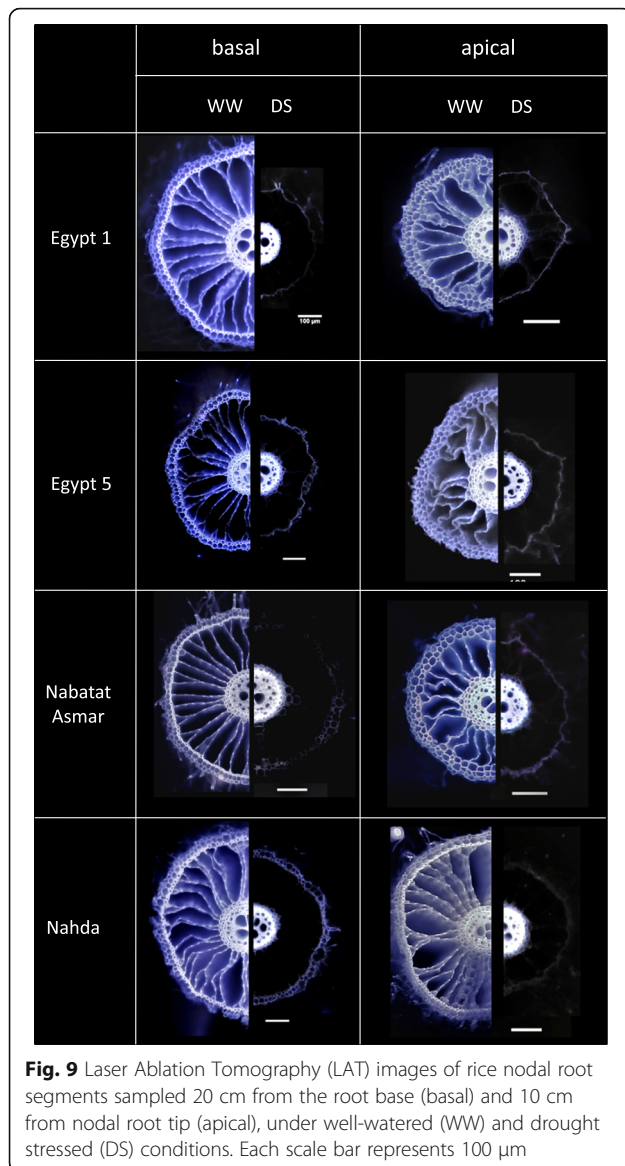 basal apical
WW DS WW DS
Egypt 1
100 µm
Egypt 5
Nabatat
Asmar
Nahda
Fig. 9 Laser Ablation Tomography (LAT) images of rice nodal root
segments sampled 20 cm from the root base (basal) and 10 cm
from nodal root tip (apical), under well-watered (WW) and drought
stressed (DS) conditions. Each scale bar represents 100 µm